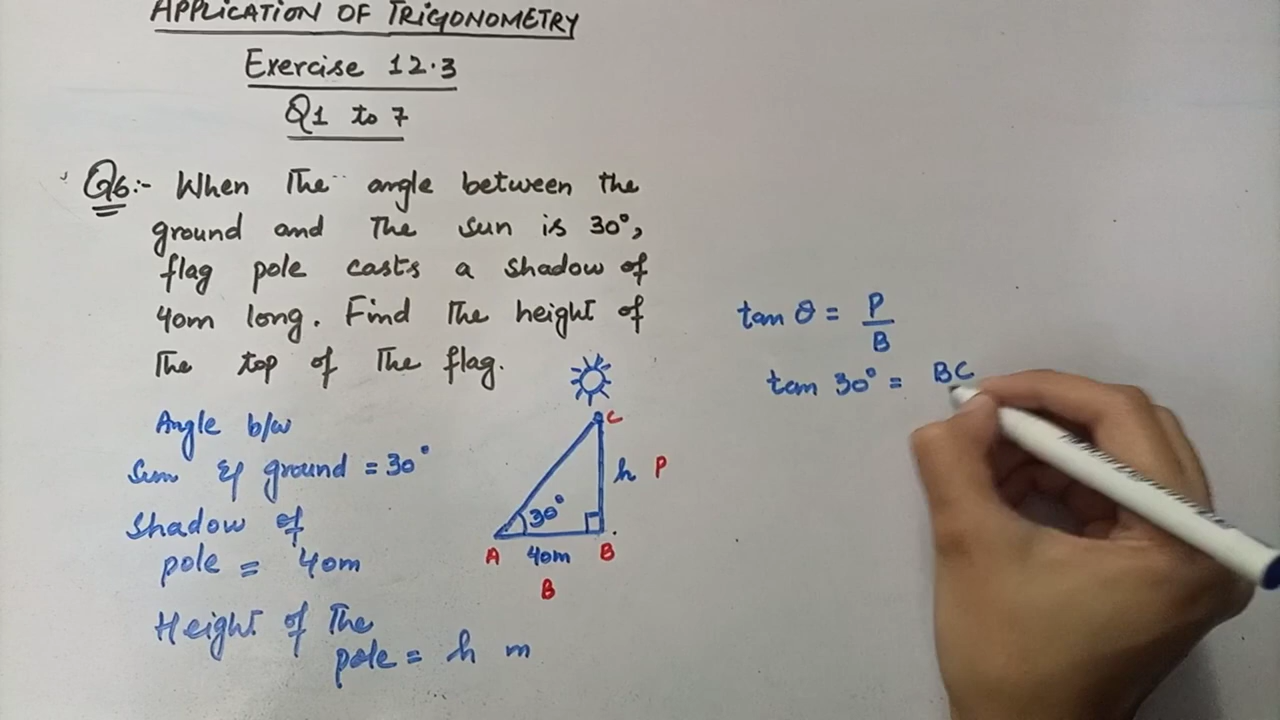 APPLICATION OF TRIGONOMETRY
Exercise 12.3
Q1 to 7
Q6:- When The angle between the
ground and The sun is 30°,
flag pole casts a shadow of
40m long. Find The height of
The top of The flag.
Angle b/w
Sun & ground = 30°
Shadow of
pole = 40m
Height of The
pole = h m
C
h P
30°
A 40m B
B
tan θ = P/B
tan 30° = BC